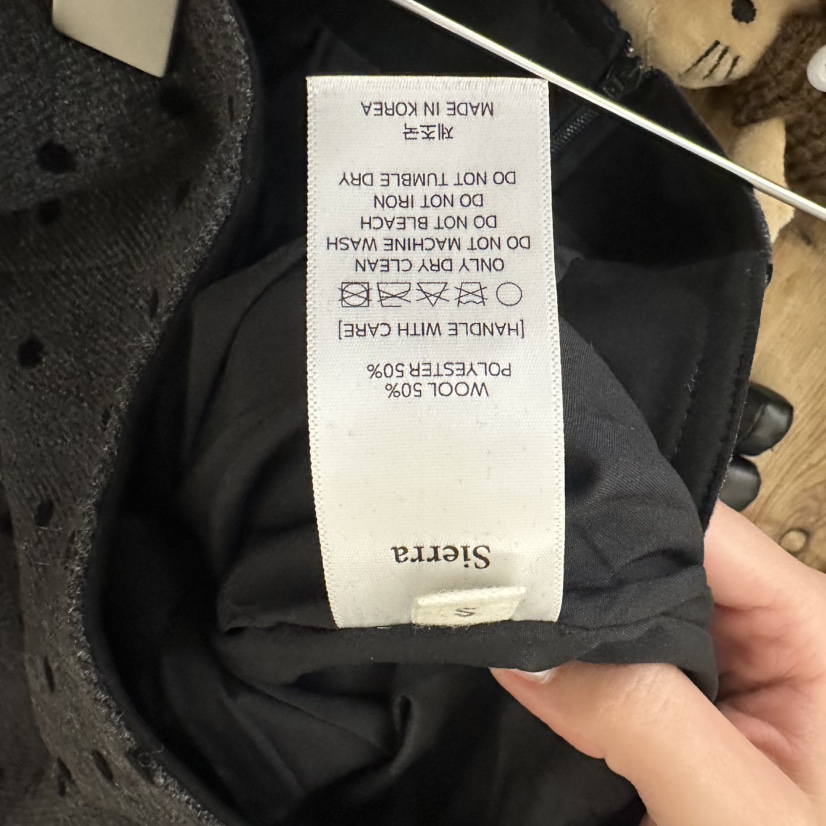 S
Sierra
WOOL 50%
POLYESTER 50%
[HANDLE WITH CARE]
ONLY DRY CLEAN
DO NOT MACHINE WASH
DO NOT BLEACH
DO NOT IRON
DO NOT TUMBLE DRY
제조국
MADE IN KOREA